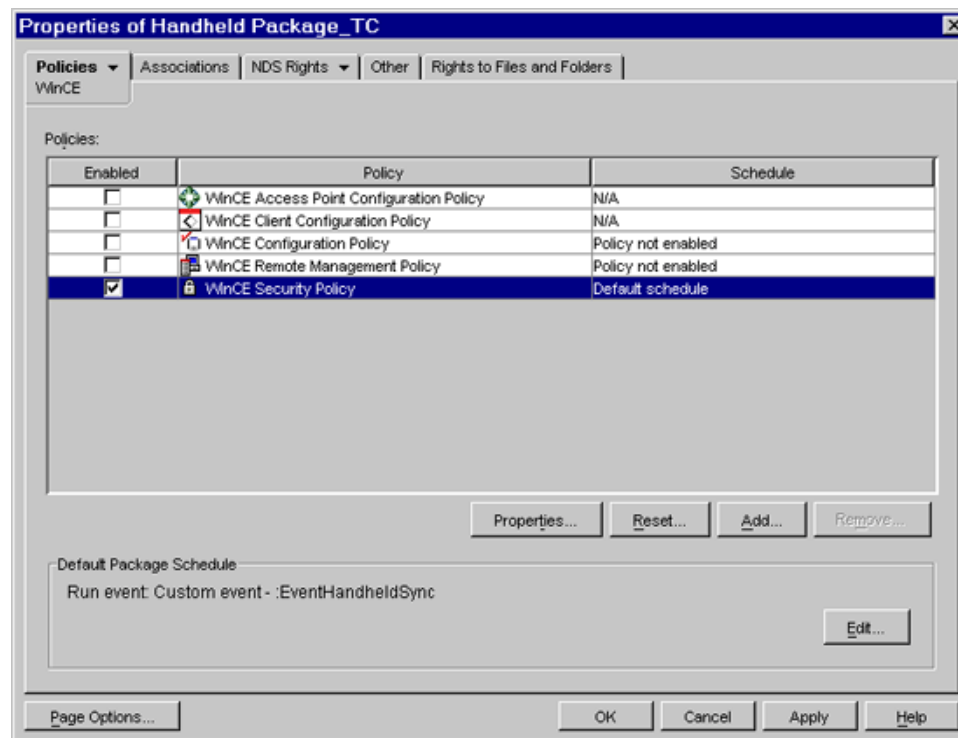 Properties of Handheld Package_TC
Policies Associations NDS Rights Other Rights to Files and Folders
WinCE
Policies:
Enabled Policy Schedule
WinCE Access Point Configuration Policy N/A
WinCE Client Configuration Policy N/A
WinCE Configuration Policy Policy not enabled
WinCE Remote Management Policy Policy not enabled
WinCE Security Policy Default schedule
Properties... Reset... Add... Remove...
Default Package Schedule
Run event: Custom event - :EventHandheldSync
Edit...
Page Options... OK Cancel Apply Help